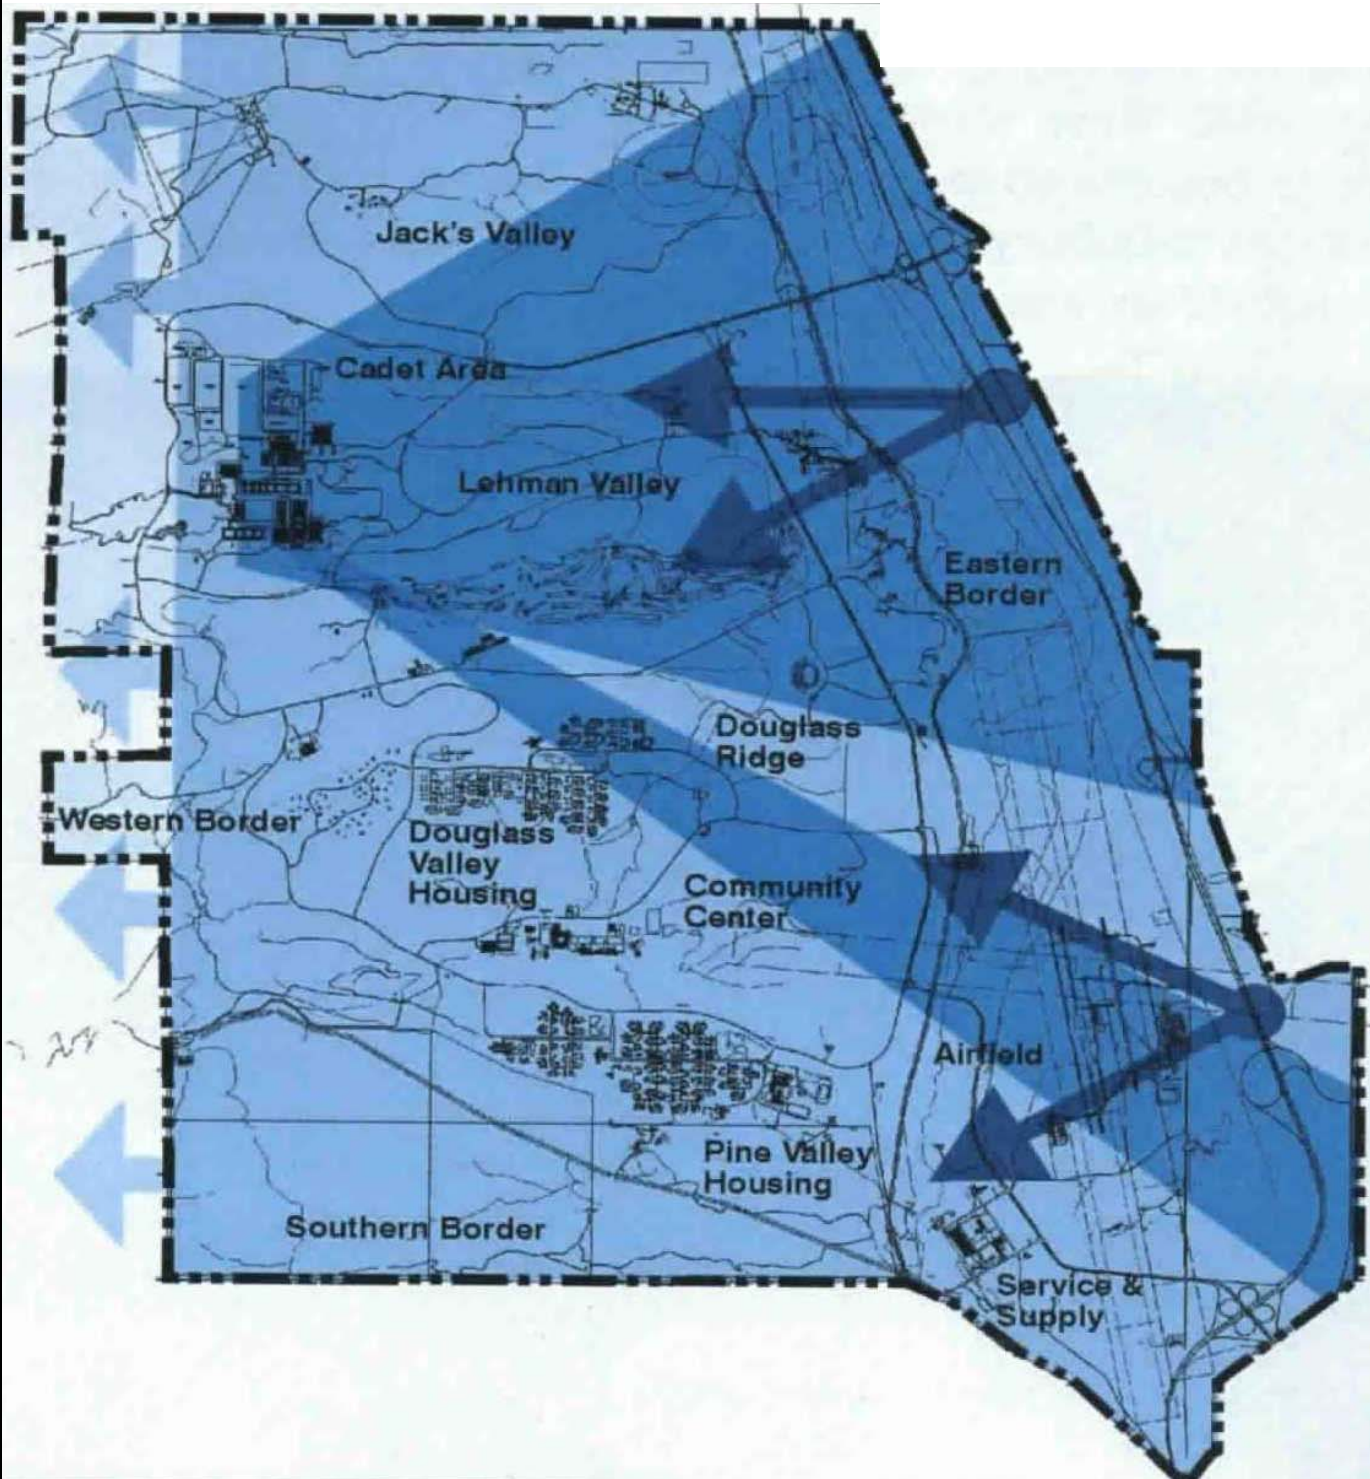 Jack's Valley
Cadet Area
Lehman Valley
Eastern
Border
Douglass
Ridge
Western Border
Douglass
Valley
Housing
Community
Center
Airfield
Pine Valley
Housing
Southern Border
Service &
Supply